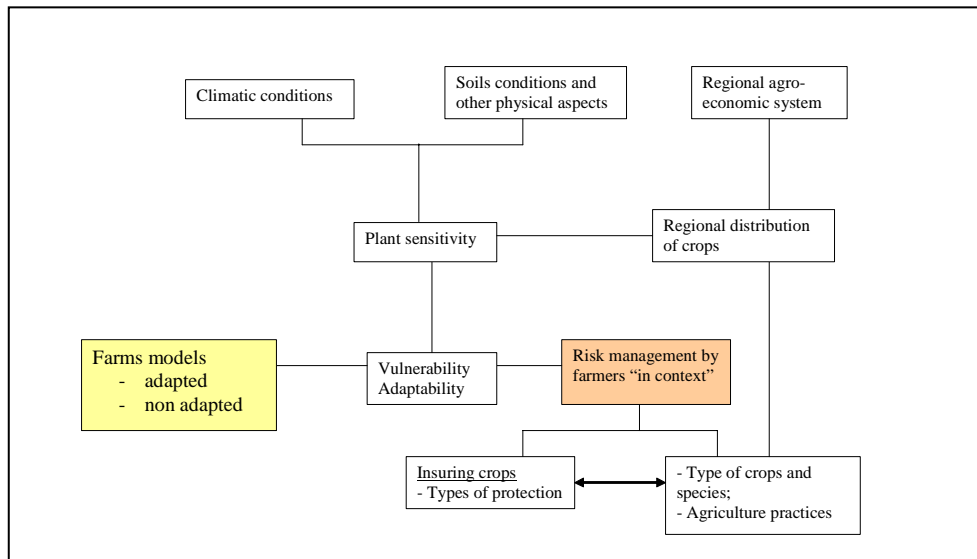 Climatic conditions
Soils conditions and
other physical aspects
Regional agro-
economic system
Plant sensitivity
Regional distribution
of crops
Farms models
- adapted
- non adapted
Vulnerability
Adaptability
Risk management by
farmers “in context”
Insuring crops
- Types of protection
- Type of crops and
species;
- Agriculture practices